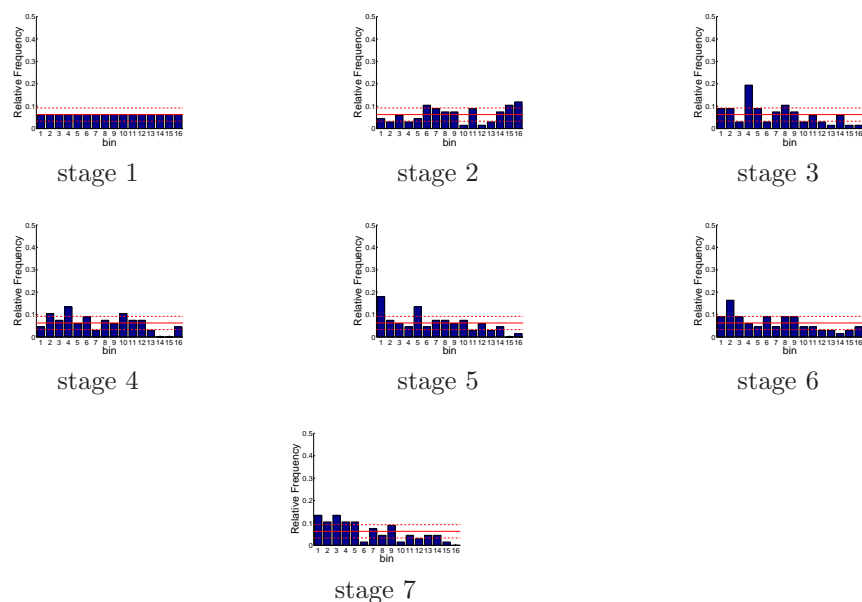 0.5 0.5 0.5
0.4 0.4 0.4
0.3 0.3 0.3
0.2 0.2 0.2
0.1 0.1 0.1
0 0 0
Relative Frequency Relative Frequency Relative Frequency
1 2 3 4 5 6 7 8 9 10 11 12 13 14 15 16 1 2 3 4 5 6 7 8 9 10 11 12 13 14 15 16 1 2 3 4 5 6 7 8 9 10 11 12 13 14 15 16
bin bin bin
stage 1 stage 2 stage 3
0.5 0.5 0.5
0.4 0.4 0.4
0.3 0.3 0.3
0.2 0.2 0.2
0.1 0.1 0.1
0 0 0
Relative Frequency Relative Frequency Relative Frequency
1 2 3 4 5 6 7 8 9 10 11 12 13 14 15 16 1 2 3 4 5 6 7 8 9 10 11 12 13 14 15 16 1 2 3 4 5 6 7 8 9 10 11 12 13 14 15 16
bin bin bin
stage 4 stage 5 stage 6
0.5
0.4
0.3
0.2
0.1
0
Relative Frequency
1 2 3 4 5 6 7 8 9 10 11 12 13 14 15 16
bin
stage 7